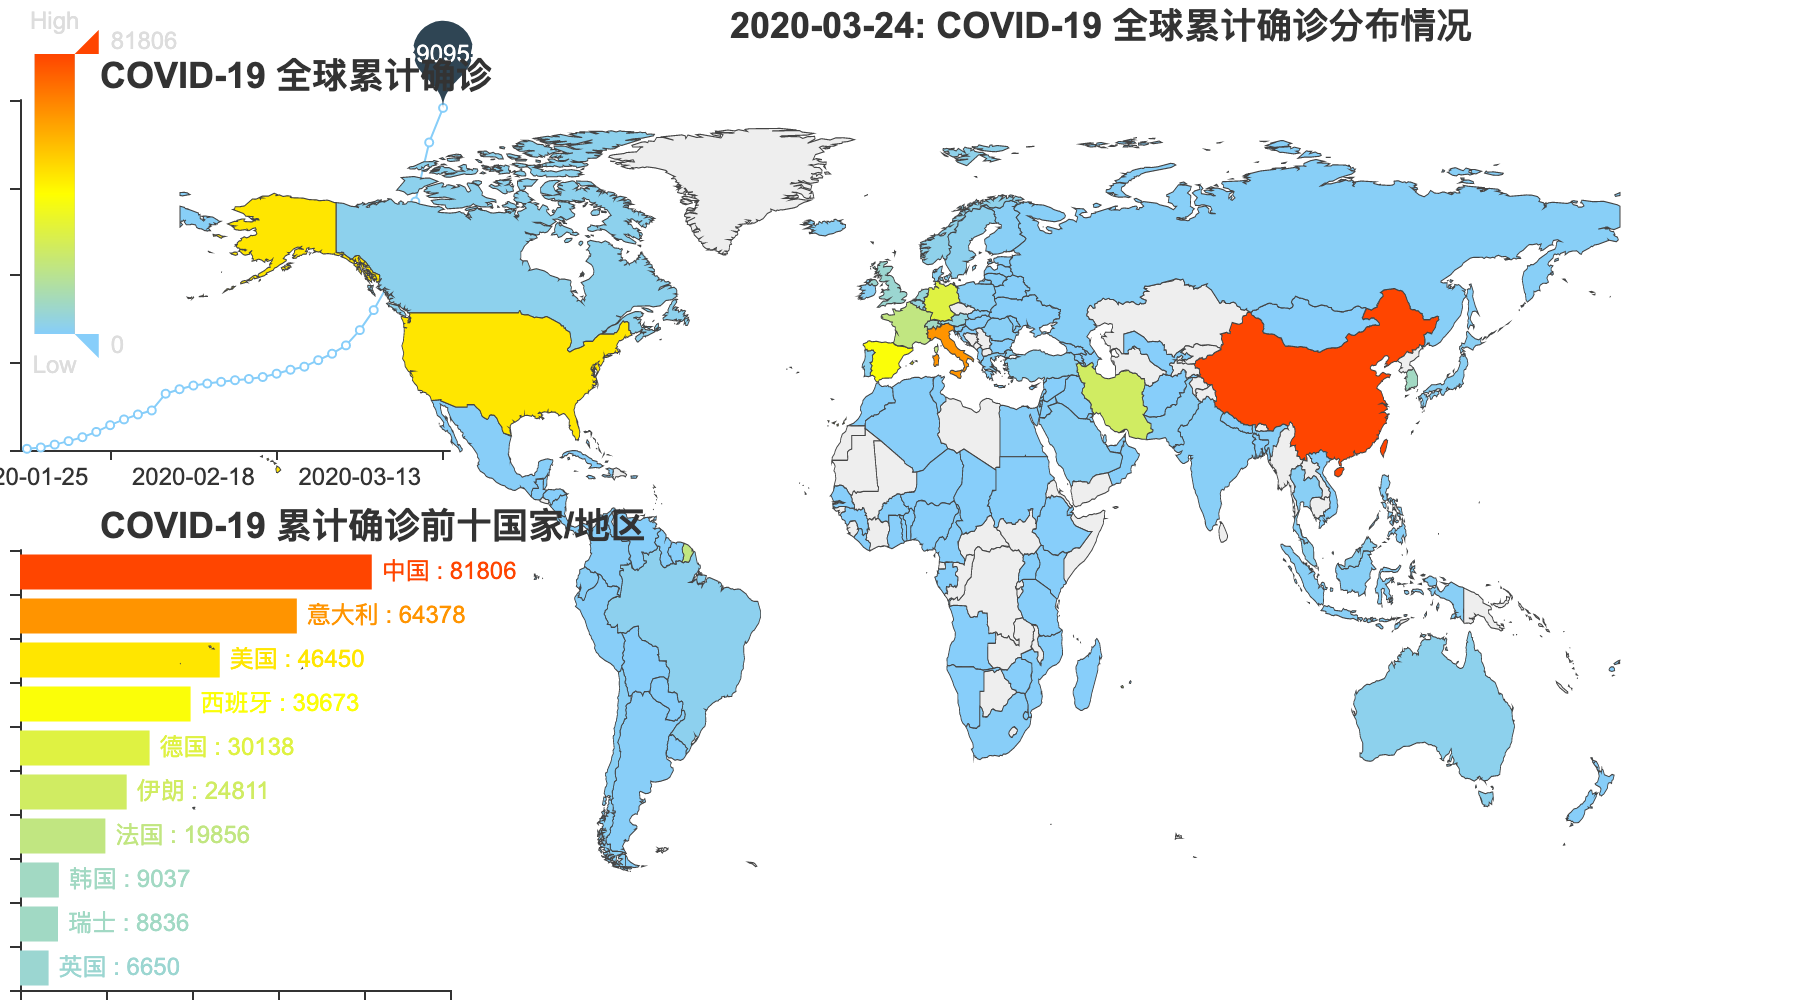 2020-03-24: COVID-19 全球累计确诊分布情况
High
81806
0
Low
COVID-19 全球累计确诊
20-01-25
2020-02-18
2020-03-13
COVID-19 累计确诊前十国家/地区
中国 : 81806
意大利 : 64378
美国 : 46450
西班牙 : 39673
德国 : 30138
伊朗 : 24811
法国 : 19856
韩国 : 9037
瑞士 : 8836
英国 : 6650